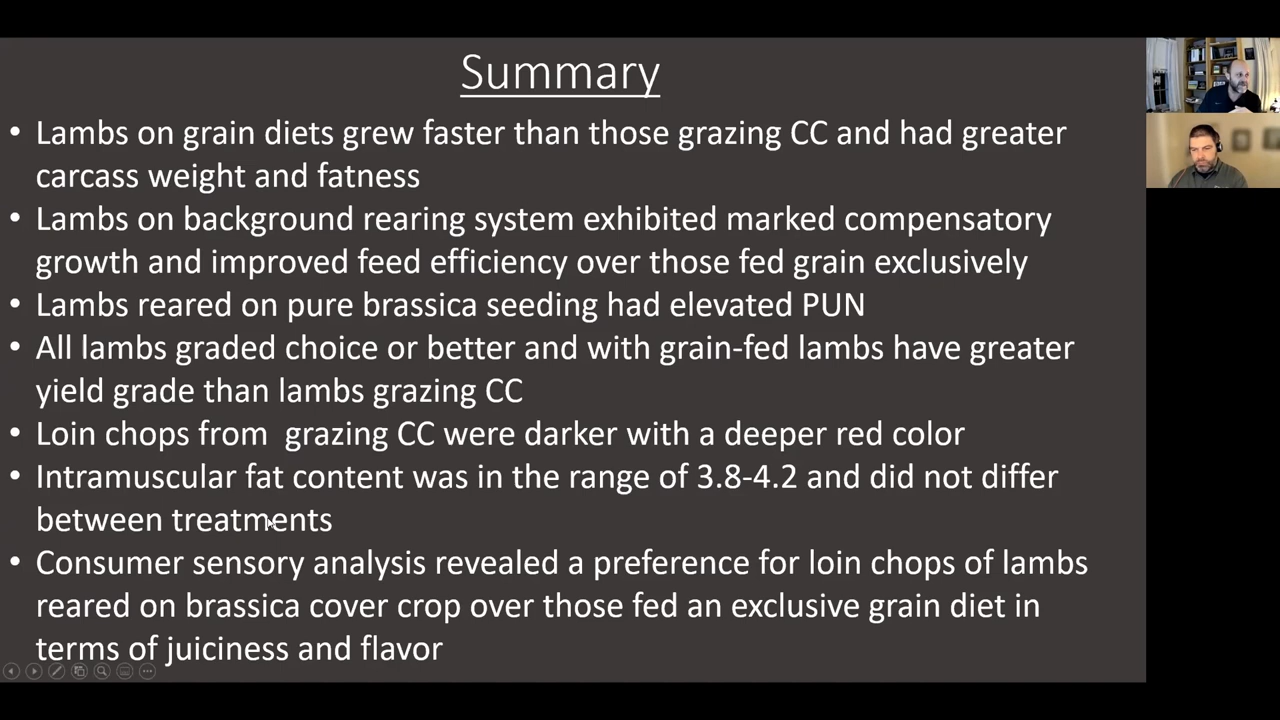 Summary
• Lambs on grain diets grew faster than those grazing CC and had greater
carcass weight and fatness
• Lambs on background rearing system exhibited marked compensatory
growth and improved feed efficiency over those fed grain exclusively
• Lambs reared on pure brassica seeding had elevated PUN
• All lambs graded choice or better and with grain-fed lambs have greater
yield grade than lambs grazing CC
• Loin chops from  grazing CC were darker with a deeper red color
• Intramuscular fat content was in the range of 3.8-4.2 and did not differ
between treatments
• Consumer sensory analysis revealed a preference for loin chops of lambs
reared on brassica cover crop over those fed an exclusive grain diet in
terms of juiciness and flavor